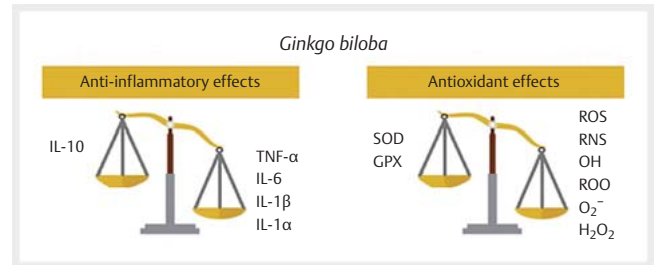 Ginkgo biloba
Anti-inflammatory effects
IL-10
TNF-α
IL-6
IL-1β
IL-1α
Antioxidant effects
SOD
GPX
ROS
RNS
OH
ROO
O₂⁻
H₂O₂